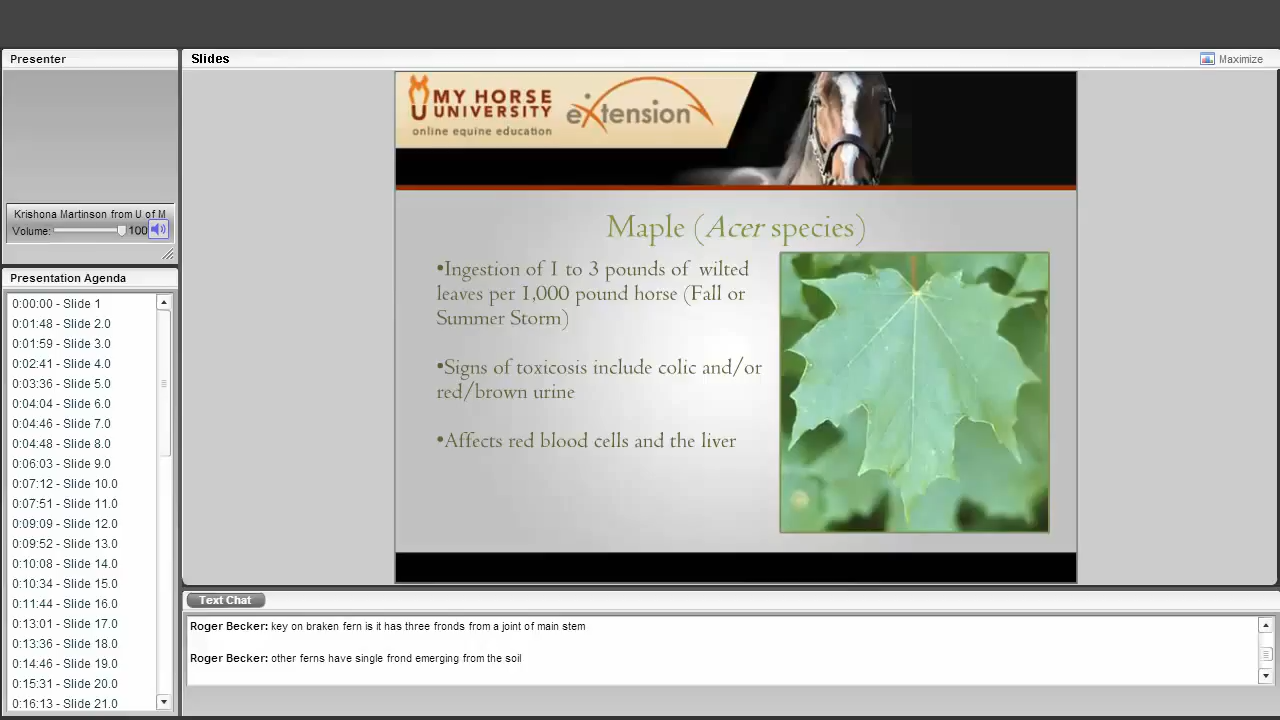 Presenter
Slides
Maximize
MY HORSE
UNIVERSITY
online equine education
eXtension
Krishona Martinson from U of M
Volume: 100
Maple (Acer species)
•Ingestion of 1 to 3 pounds of wilted
leaves per 1,000 pound horse (Fall or
Summer Storm)
•Signs of toxicosis include colic and/or
red/brown urine
•Affects red blood cells and the liver
Presentation Agenda
0:00:00 - Slide 1
0:01:48 - Slide 2.0
0:01:59 - Slide 3.0
0:02:41 - Slide 4.0
0:03:36 - Slide 5.0
0:04:04 - Slide 6.0
0:04:46 - Slide 7.0
0:04:48 - Slide 8.0
0:06:03 - Slide 9.0
0:07:12 - Slide 10.0
0:07:51 - Slide 11.0
0:09:09 - Slide 12.0
0:09:52 - Slide 13.0
0:10:08 - Slide 14.0
0:10:34 - Slide 15.0
0:11:44 - Slide 16.0
0:13:01 - Slide 17.0
0:13:36 - Slide 18.0
0:14:46 - Slide 19.0
0:15:31 - Slide 20.0
0:16:13 - Slide 21.0
Text Chat
Roger Becker: key on braken fern is it has three fronds from a joint of main stem
Roger Becker: other ferns have single frond emerging from the soil